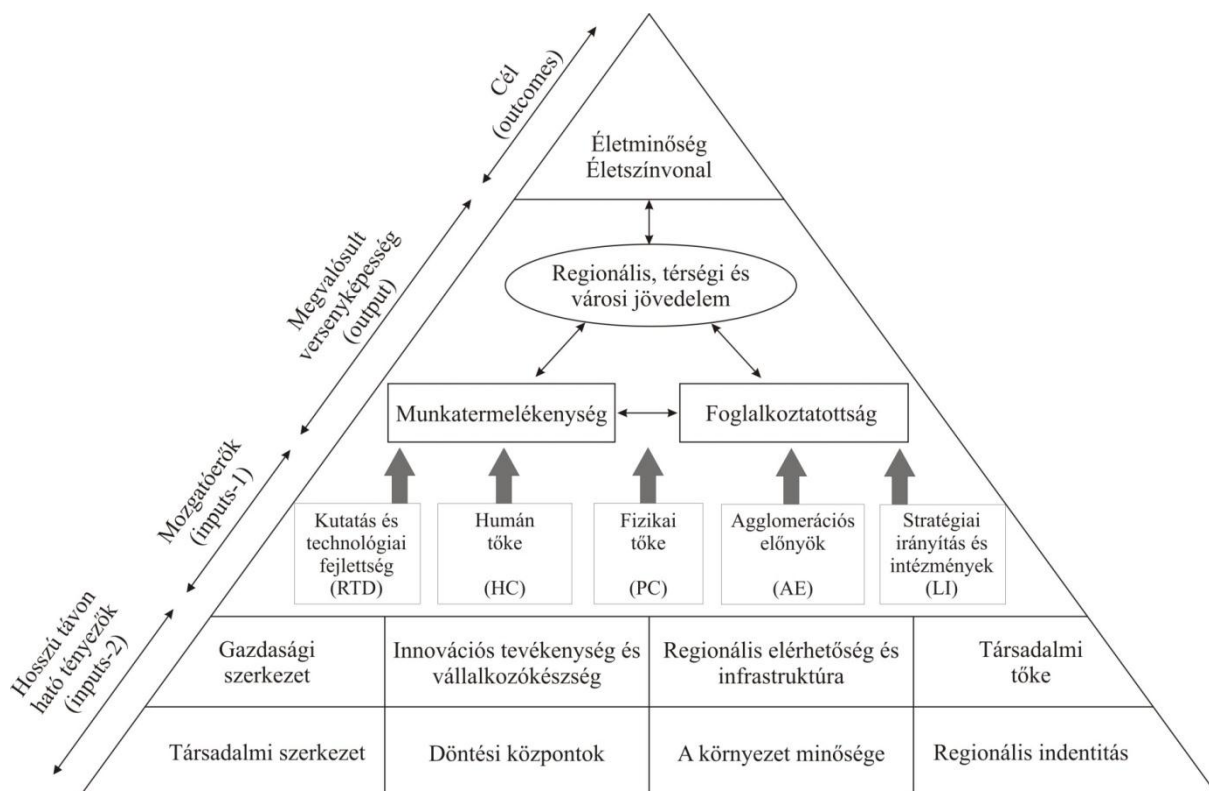 Cél
(outcomes)
Életminőség
Életszínvonal
Megvalósult
versenyképesség
(output)
Regionális, térségi és
városi jövedelem
Munkatermelékenység
Foglalkoztatottság
Mozgatóerők
(inputs-1)
Kutatás és
technológiai
fejlettség
(RTD)
Humán
tőke
(HC)
Fizikai
tőke
(PC)
Agglomerációs
előnyök
(AE)
Stratégiai
irányítás és
intézmények
(LI)
Hosszú távon
ható tényezők
(inputs-2)
Gazdasági
szerkezet
Innovációs tevékenység és
vállalkozókészség
Regionális elérhetőség és
infrastruktúra
Társadalmi
tőke
Társadalmi szerkezet
Döntési központok
A környezet minősége
Regionális indentitás